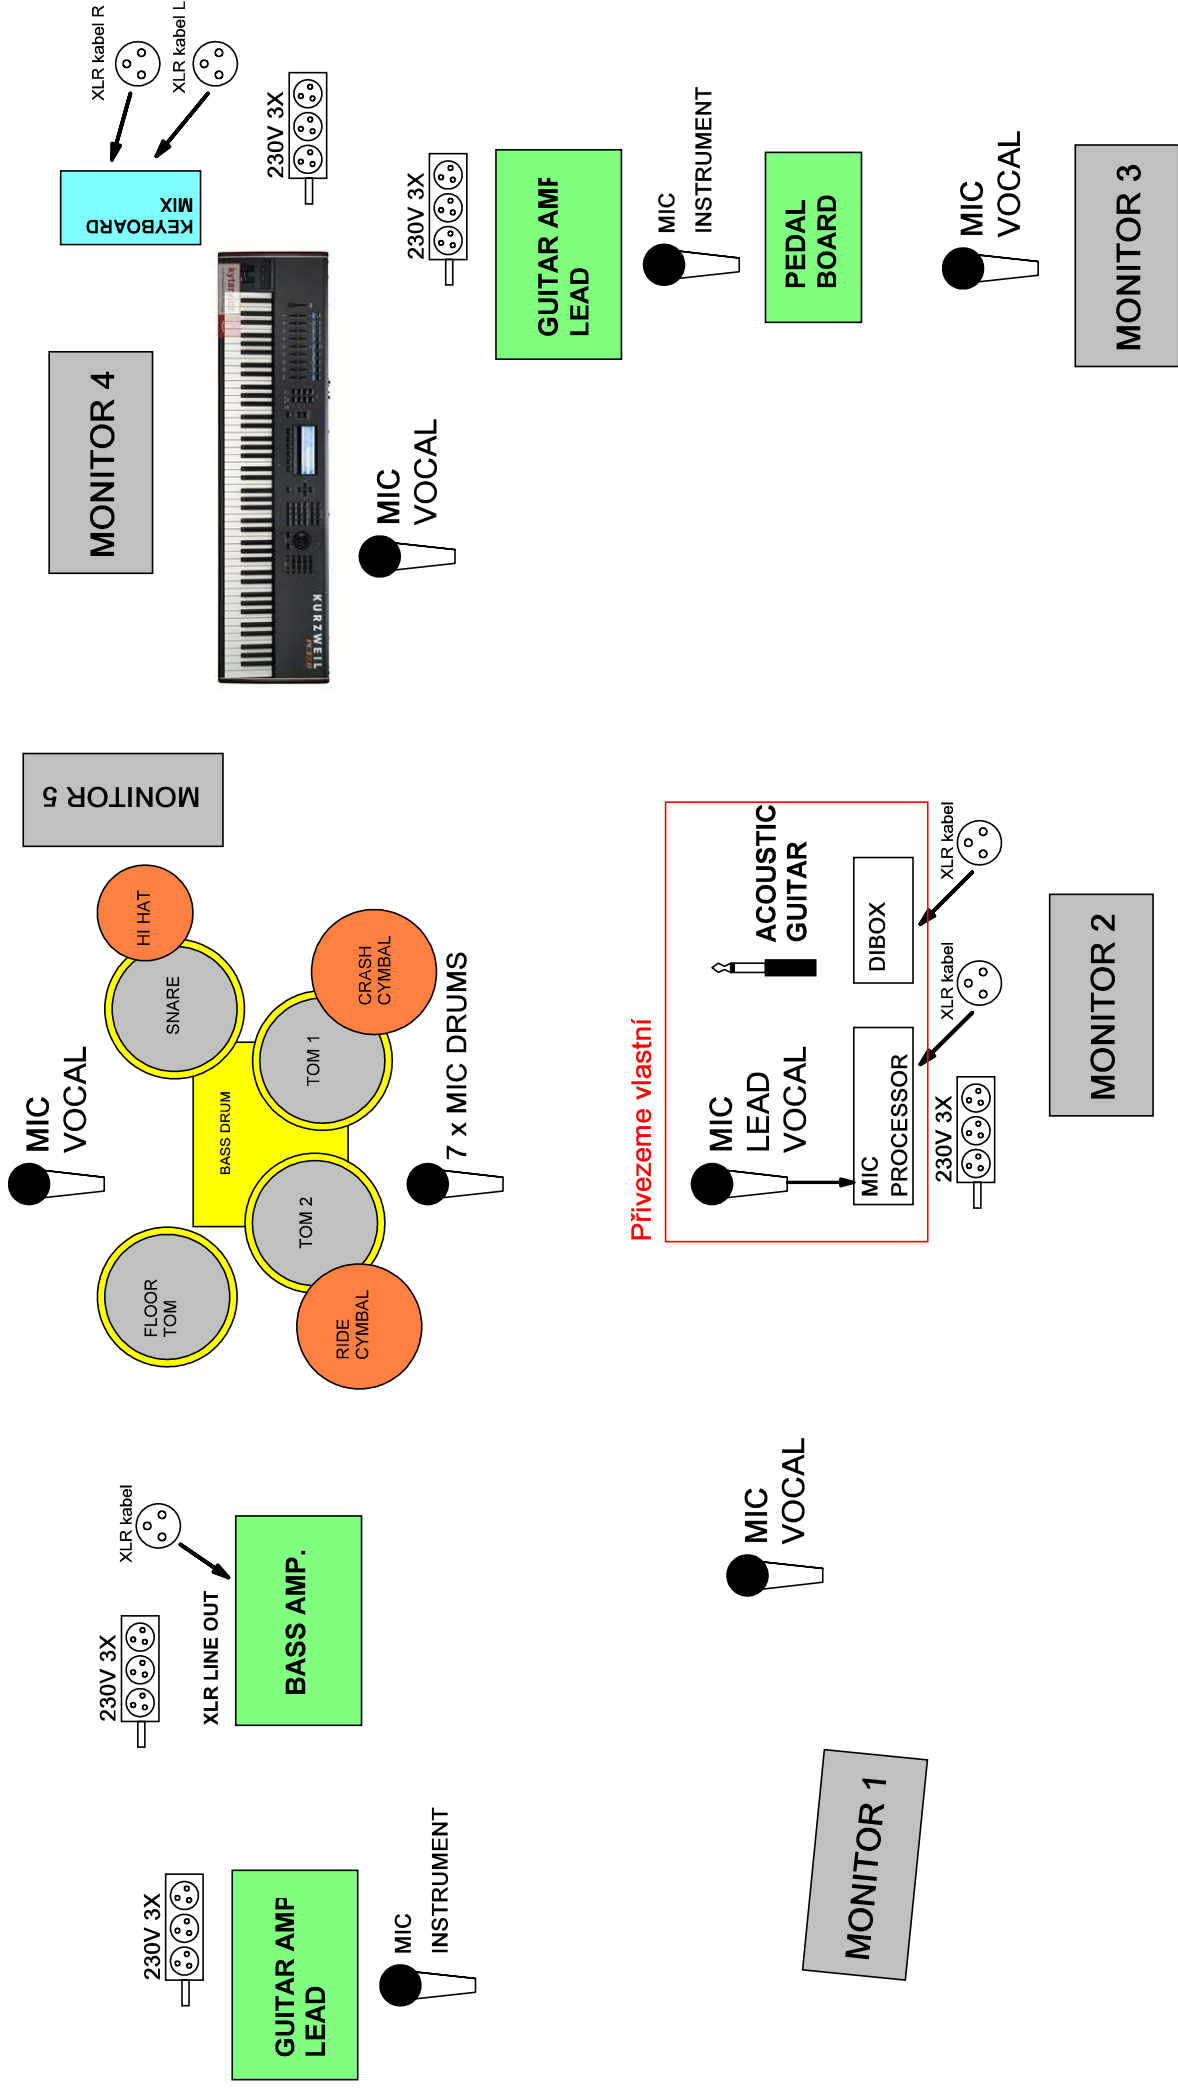 MIC
VOCAL
MONITOR 5
MONITOR 4
KEYBOARD
MIX
XLR kabel R
XLR kabel L
230V 3X
230V 3X
XLR kabel
XLR LINE OUT
BASS AMP.
230V 3X
GUITAR AMP
LEAD
MIC
INSTRUMENT
FLOOR
TOM
BASS DRUM
SNARE
HI HAT
TOM 2
TOM 1
RIDE
CYMBAL
CRASH
CYMBAL
7 x MIC DRUMS
KURZWEIL
MIC
VOCAL
230V 3X
GUITAR AMP
LEAD
MIC
INSTRUMENT
PEDAL
BOARD
MIC
VOCAL
MONITOR 3
Přivezeme vlastní
MIC
LEAD
VOCAL
ACOUSTIC
GUITAR
MIC
PROCESSOR
DIBOX
230V 3X
XLR kabel
XLR kabel
MONITOR 2
MIC
VOCAL
MONITOR 1